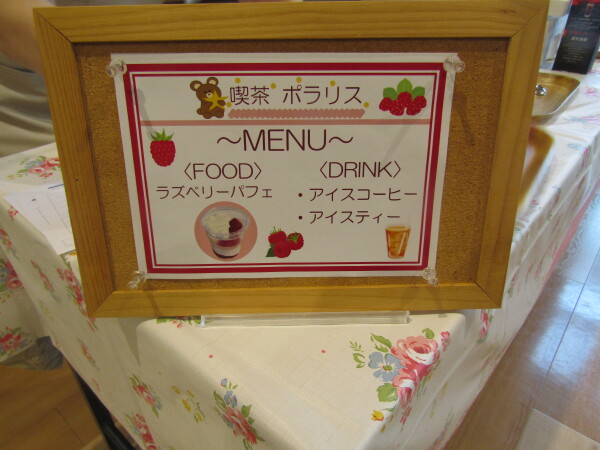 喫茶 ポラリス
～MENU～
〈FOOD〉
ラズベリーパフェ
〈DRINK〉
・アイスコーヒー
・アイスティー